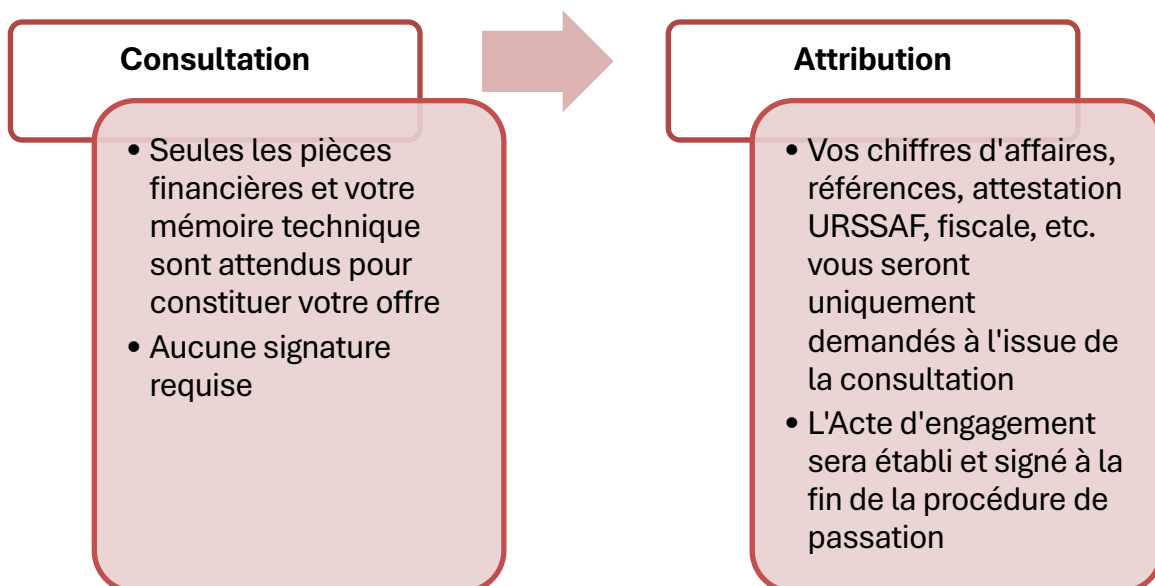 Consultation
• Seules les pièces
financières et votre
mémoire technique
sont attendus pour
constituer votre offre
• Aucune signature
requise
Attribution
• Vos chiffres d'affaires,
références, attestation
URSSAF, fiscale, etc.
vous seront
uniquement
demandés à l'issue de
la consultation
• L'Acte d'engagement
sera établi et signé à la
fin de la procédure de
passation